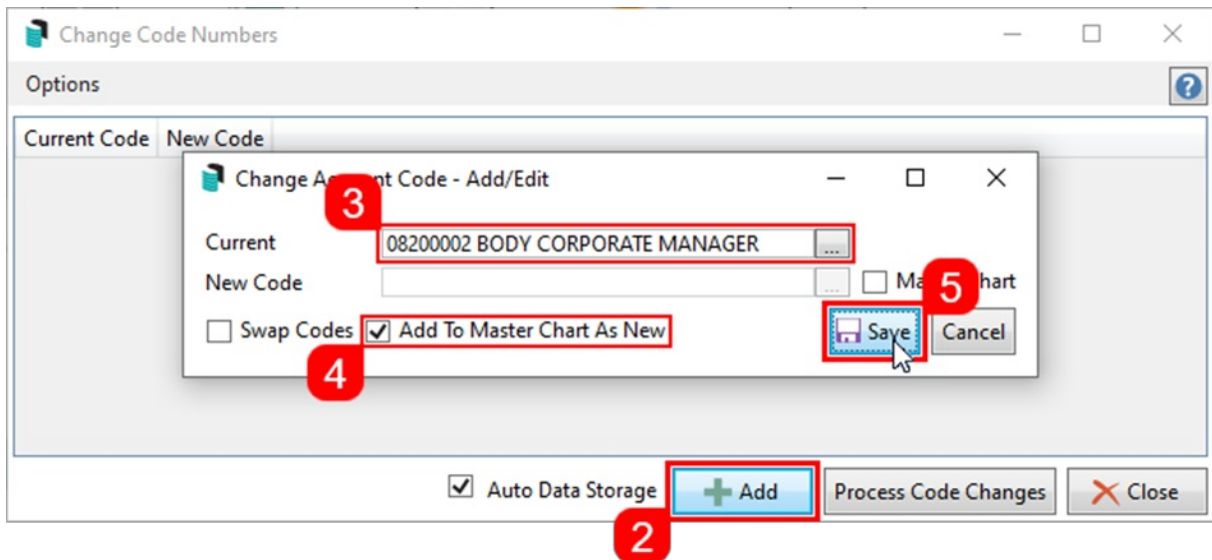 Change Code Numbers
Options
Current Code New Code
Change Account Code - Add/Edit
3
Current 08200002 BODY CORPORATE MANAGER ...
New Code ... Master Chart
5
Swap Codes Add To Master Chart As New Save Cancel
4
Auto Data Storage Add Process Code Changes Close
2